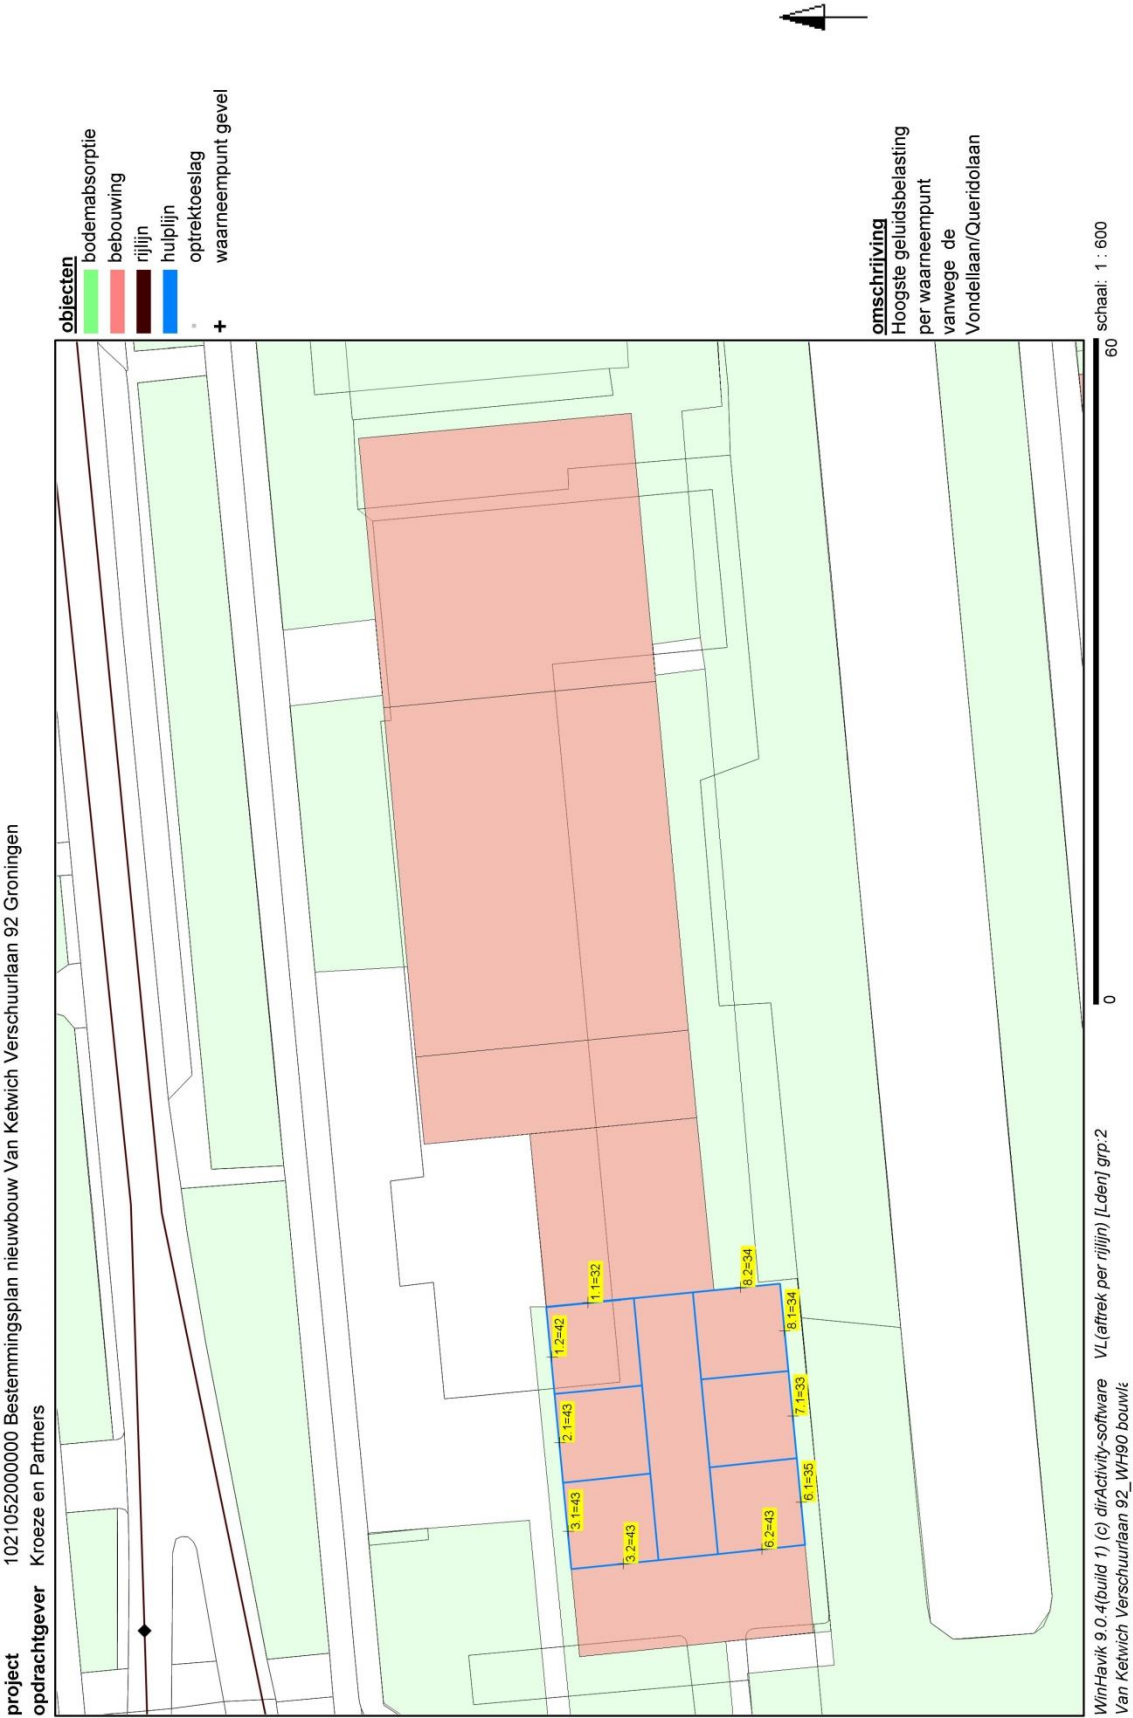 project 102105200000 Bestemmingsplan nieuwbouw Van Ketwich Verschuurlaan 92 Groningen
opdrachtgever Kroeze en Partners
objecten
bodemabsorptie
bebouwing
rijlijn
hulplijn
optrektoeslag
waarneempunt gevel
3.1=43
2.1=43
1.2=42
1.1=32
3.2=43
6.2=43
6.1=35
7.1=33
8.1=34
8.2=34
omschrijving
Hoogste geluidsbelasting
per waarneempunt
vanwege de
Vondellaan/Queridolaan
0 60
schaal: 1 : 600
WinHavik 9.0.4(build 1) (c) dirActivity-software VL(aftrek per rijlijn) [Lden] grp:2
Van Ketwich Verschuurlaan 92_WH90 bouwvl